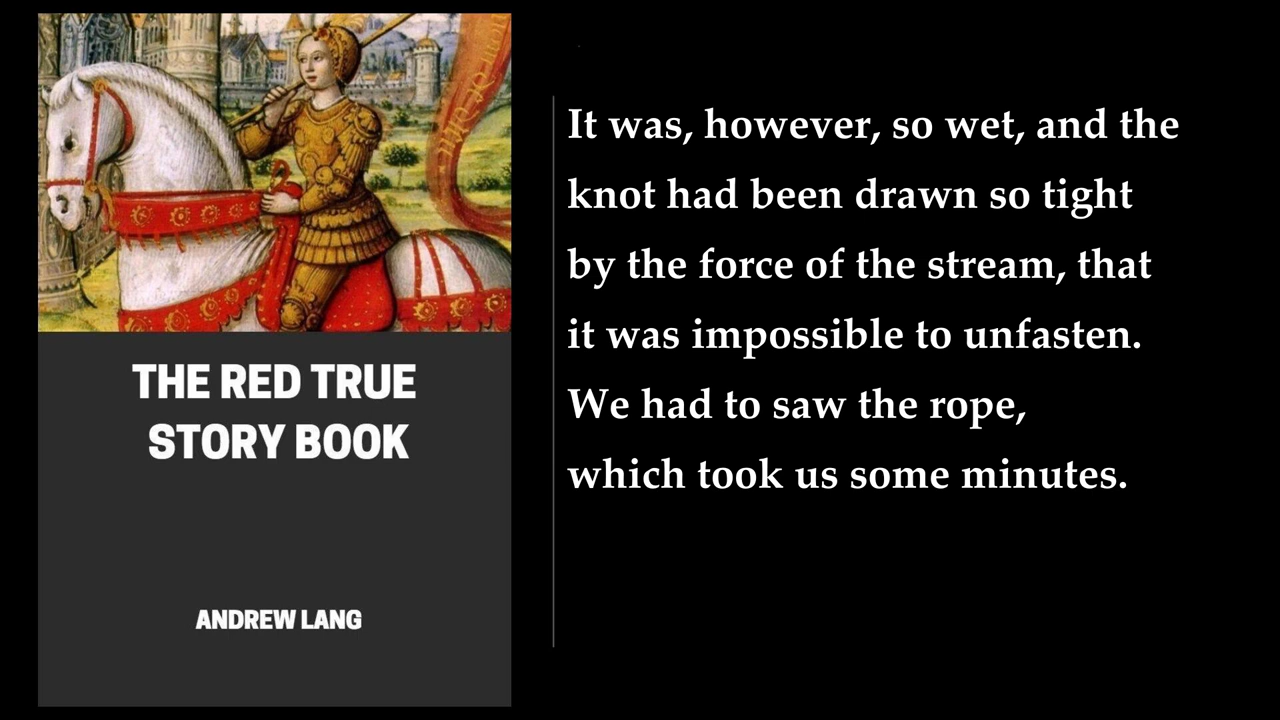 THE RED TRUE
STORY BOOK
ANDREW LANG
It was, however, so wet, and the
knot had been drawn so tight
by the force of the stream, that
it was impossible to unfasten.
We had to saw the rope,
which took us some minutes.